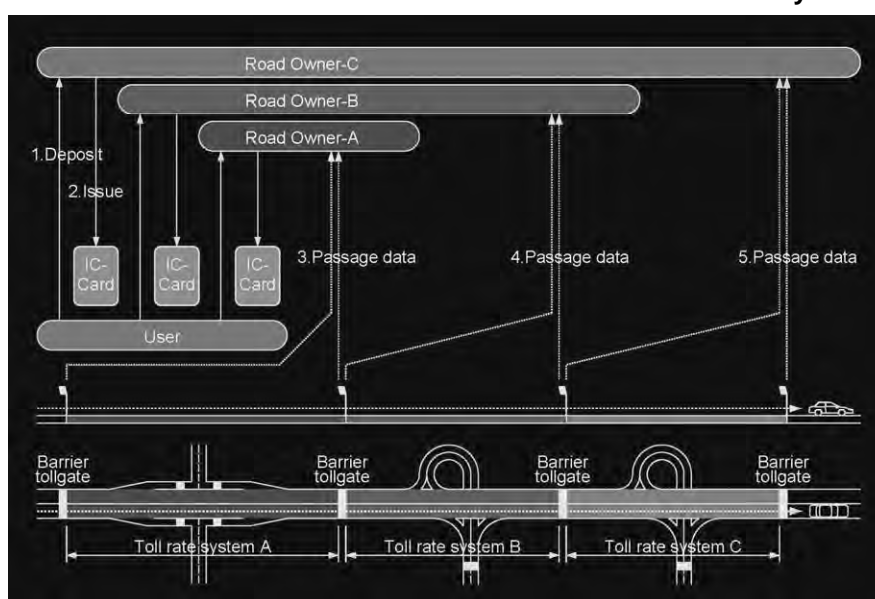 Road Owner-C
Road Owner-B
Road Owner-A
1.Deposit
2.Issue
IC-
Card
IC-
Card
IC-
Card
3.Passage data
4.Passage data
5.Passage data
User
Barrier
tollgate
Barrier
tollgate
Barrier
tollgate
Barrier
tollgate
Toll rate system A
Toll rate system B
Toll rate system C